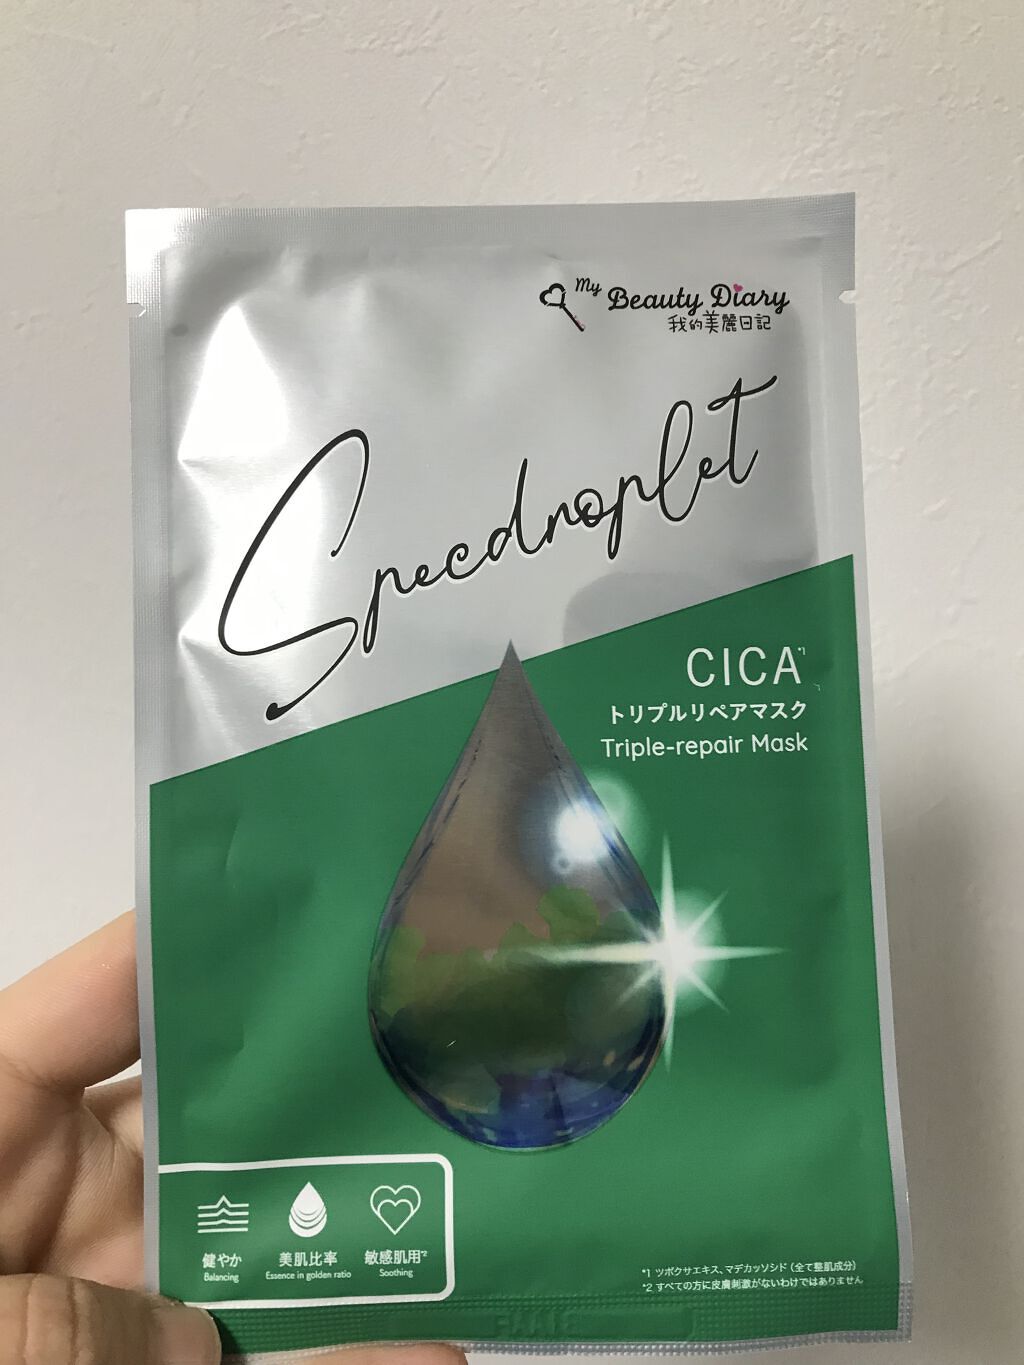 My Beauty Diary
我的美麗日記
Specdroplet
CICA*1
トリプルリペアマスク
Triple-repair Mask
健やか
Balancing
美肌比率
Essence in golden ratio
敏感肌用*2
Soothing
*1 ツボクサエキス、マデカッソシド（全て整肌成分）
*2 すべての方に皮膚刺激がないわけではありません